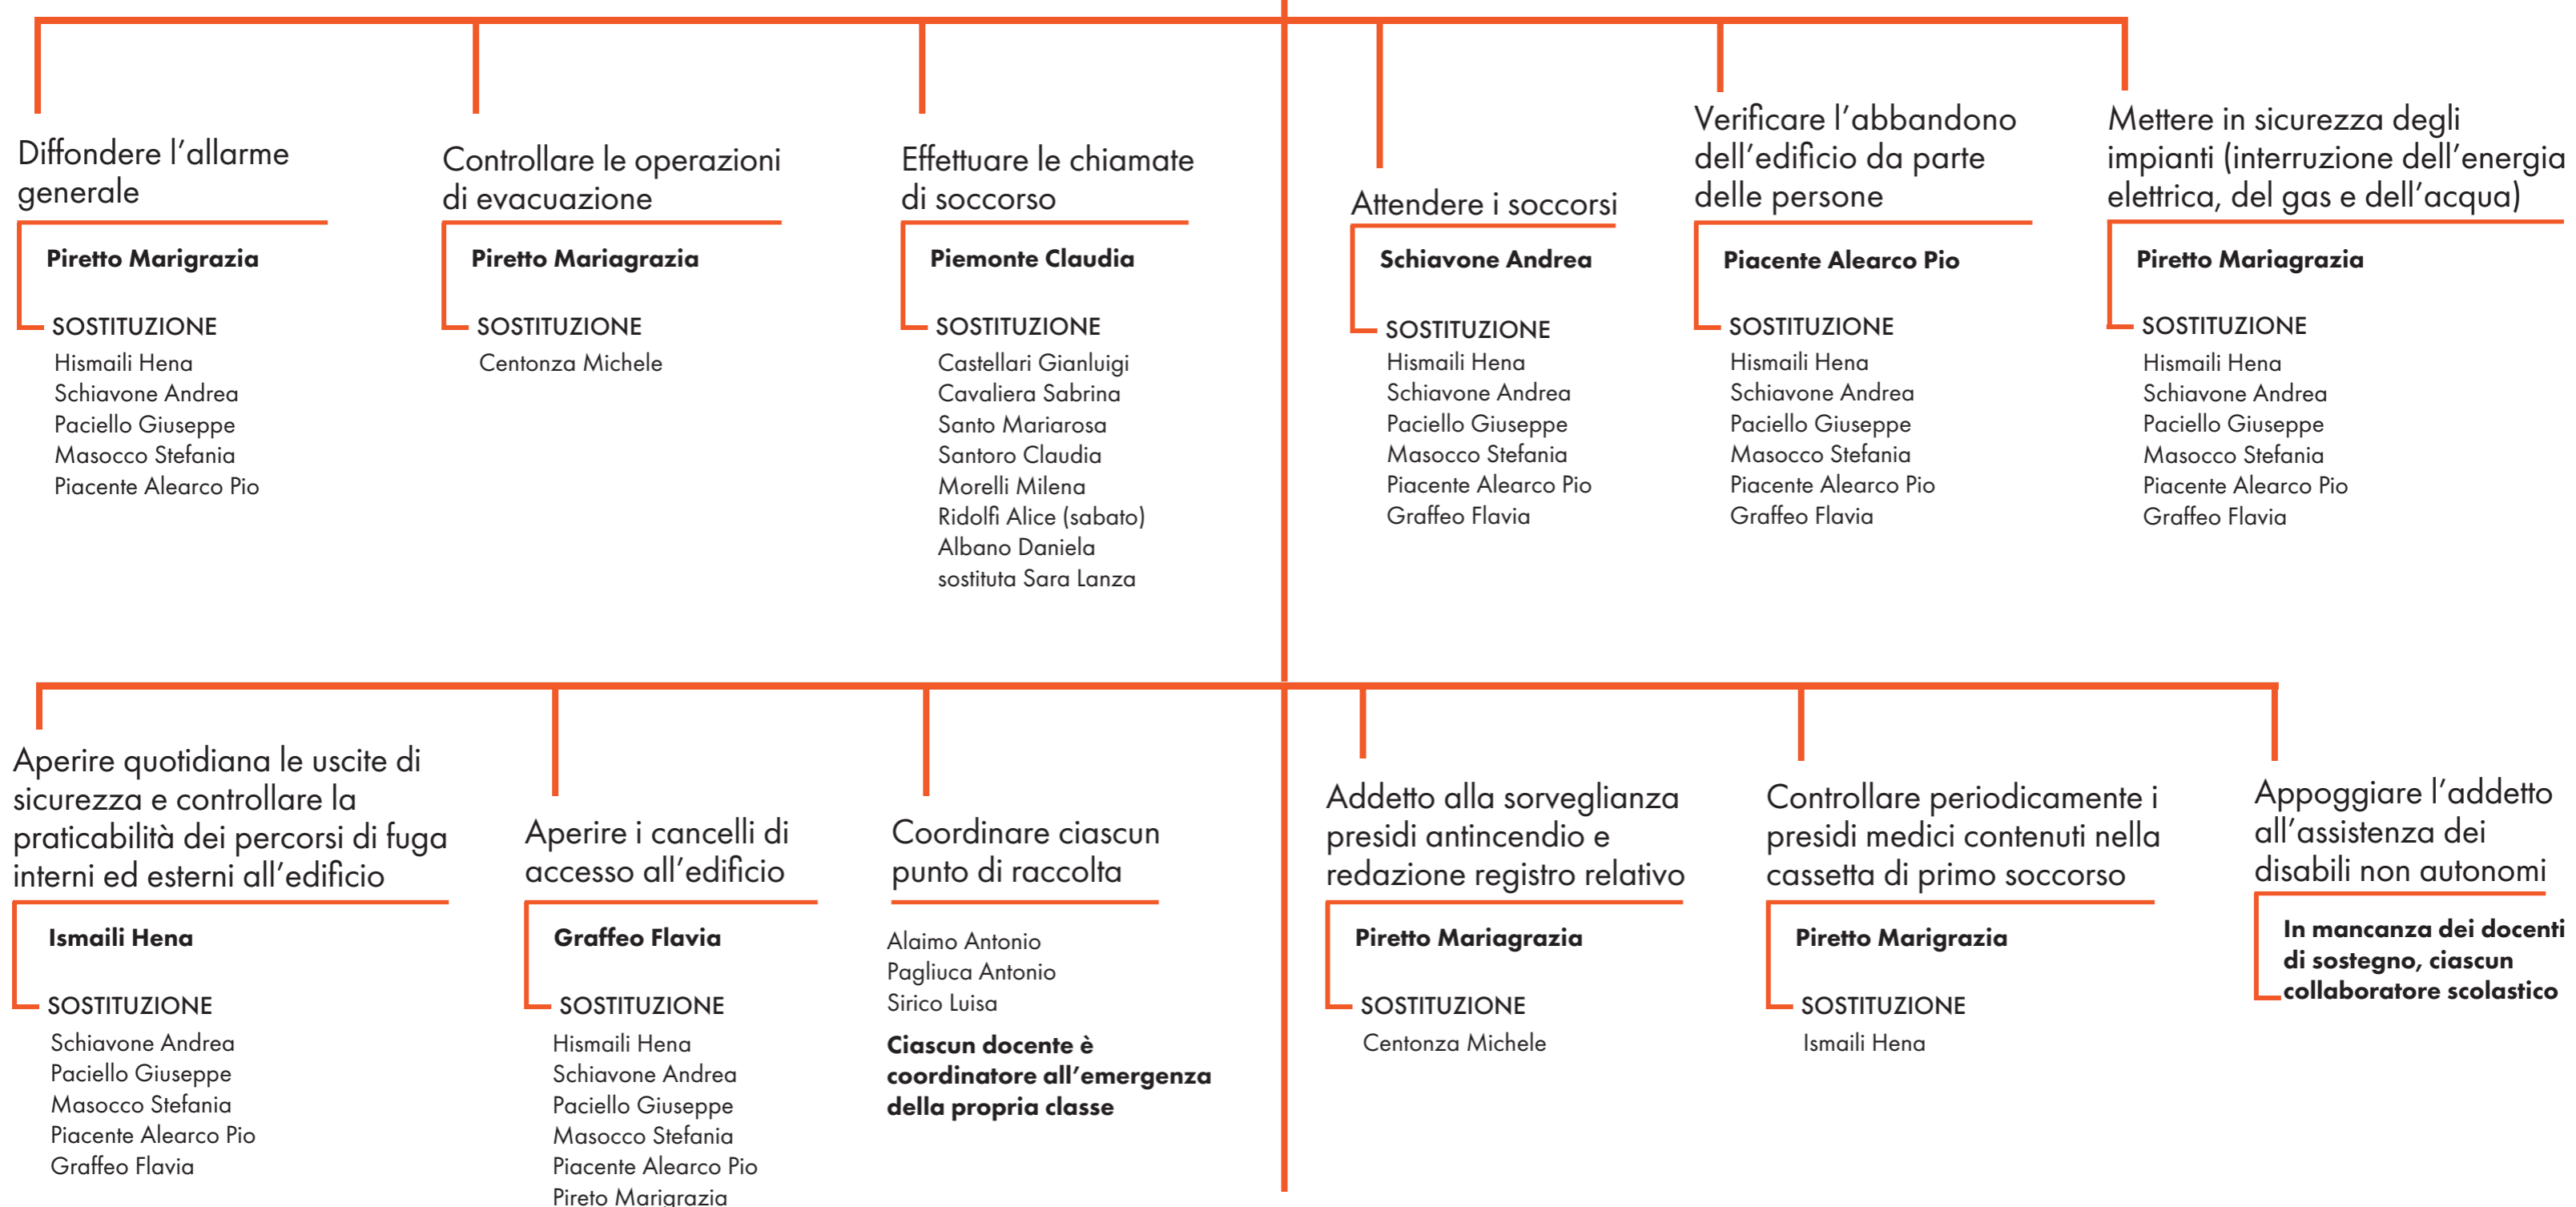 Diffondere l'allarme
generale
Piretto Marigrazia
SOSTITUZIONE
Hismaili Hena
Schiavone Andrea
Paciello Giuseppe
Masocco Stefania
Piacente Alearco Pio
Controllare le operazioni
di evacuazione
Piretto Mariagrazia
SOSTITUZIONE
Centonza Michele
Effettuare le chiamate
di soccorso
Piemonte Claudia
SOSTITUZIONE
Castellari Gianluigi
Cavaliera Sabrina
Santo Mariarosa
Santoro Claudia
Morelli Milena
Ridolfi Alice (sabato)
Albano Daniela
sostituta Sara Lanza
Attendere i soccorsi
Schiavone Andrea
SOSTITUZIONE
Hismaili Hena
Schiavone Andrea
Paciello Giuseppe
Masocco Stefania
Piacente Alearco Pio
Graffeo Flavia
Verificare l'abbandono
dell'edificio da parte
delle persone
Piacente Alearco Pio
SOSTITUZIONE
Hismaili Hena
Schiavone Andrea
Paciello Giuseppe
Masocco Stefania
Piacente Alearco Pio
Graffeo Flavia
Mettere in sicurezza degli
impianti (interruzione dell'energia
elettrica, del gas e dell'acqua)
Piretto Mariagrazia
SOSTITUZIONE
Hismaili Hena
Schiavone Andrea
Paciello Giuseppe
Masocco Stefania
Piacente Alearco Pio
Graffeo Flavia
Aperire quotidiana le uscite di
sicurezza e controllare la
praticabilità dei percorsi di fuga
interni ed esterni all'edificio
Ismaili Hena
SOSTITUZIONE
Schiavone Andrea
Paciello Giuseppe
Masocco Stefania
Piacente Alearco Pio
Graffeo Flavia
Aperire i cancelli di
accesso all'edificio
Graffeo Flavia
SOSTITUZIONE
Hismaili Hena
Schiavone Andrea
Paciello Giuseppe
Masocco Stefania
Piacente Alearco Pio
Pireto Marigrazia
Coordinare ciascun
punto di raccolta
Alaimo Antonio
Pagliuca Antonio
Sirico Luisa
Ciascun docente è
coordinatore all'emergenza
della propria classe
Addetto alla sorveglianza
presidi antincendio e
redazione registro relativo
Piretto Mariagrazia
SOSTITUZIONE
Centonza Michele
Controllare periodicamente i
presidi medici contenuti nella
cassetta di primo soccorso
Piretto Marigrazia
SOSTITUZIONE
Ismaili Hena
Appoggiare l'addetto
all'assistenza dei
disabili non autonomi
In mancanza dei docenti
di sostegno, ciascun
collaboratore scolastico